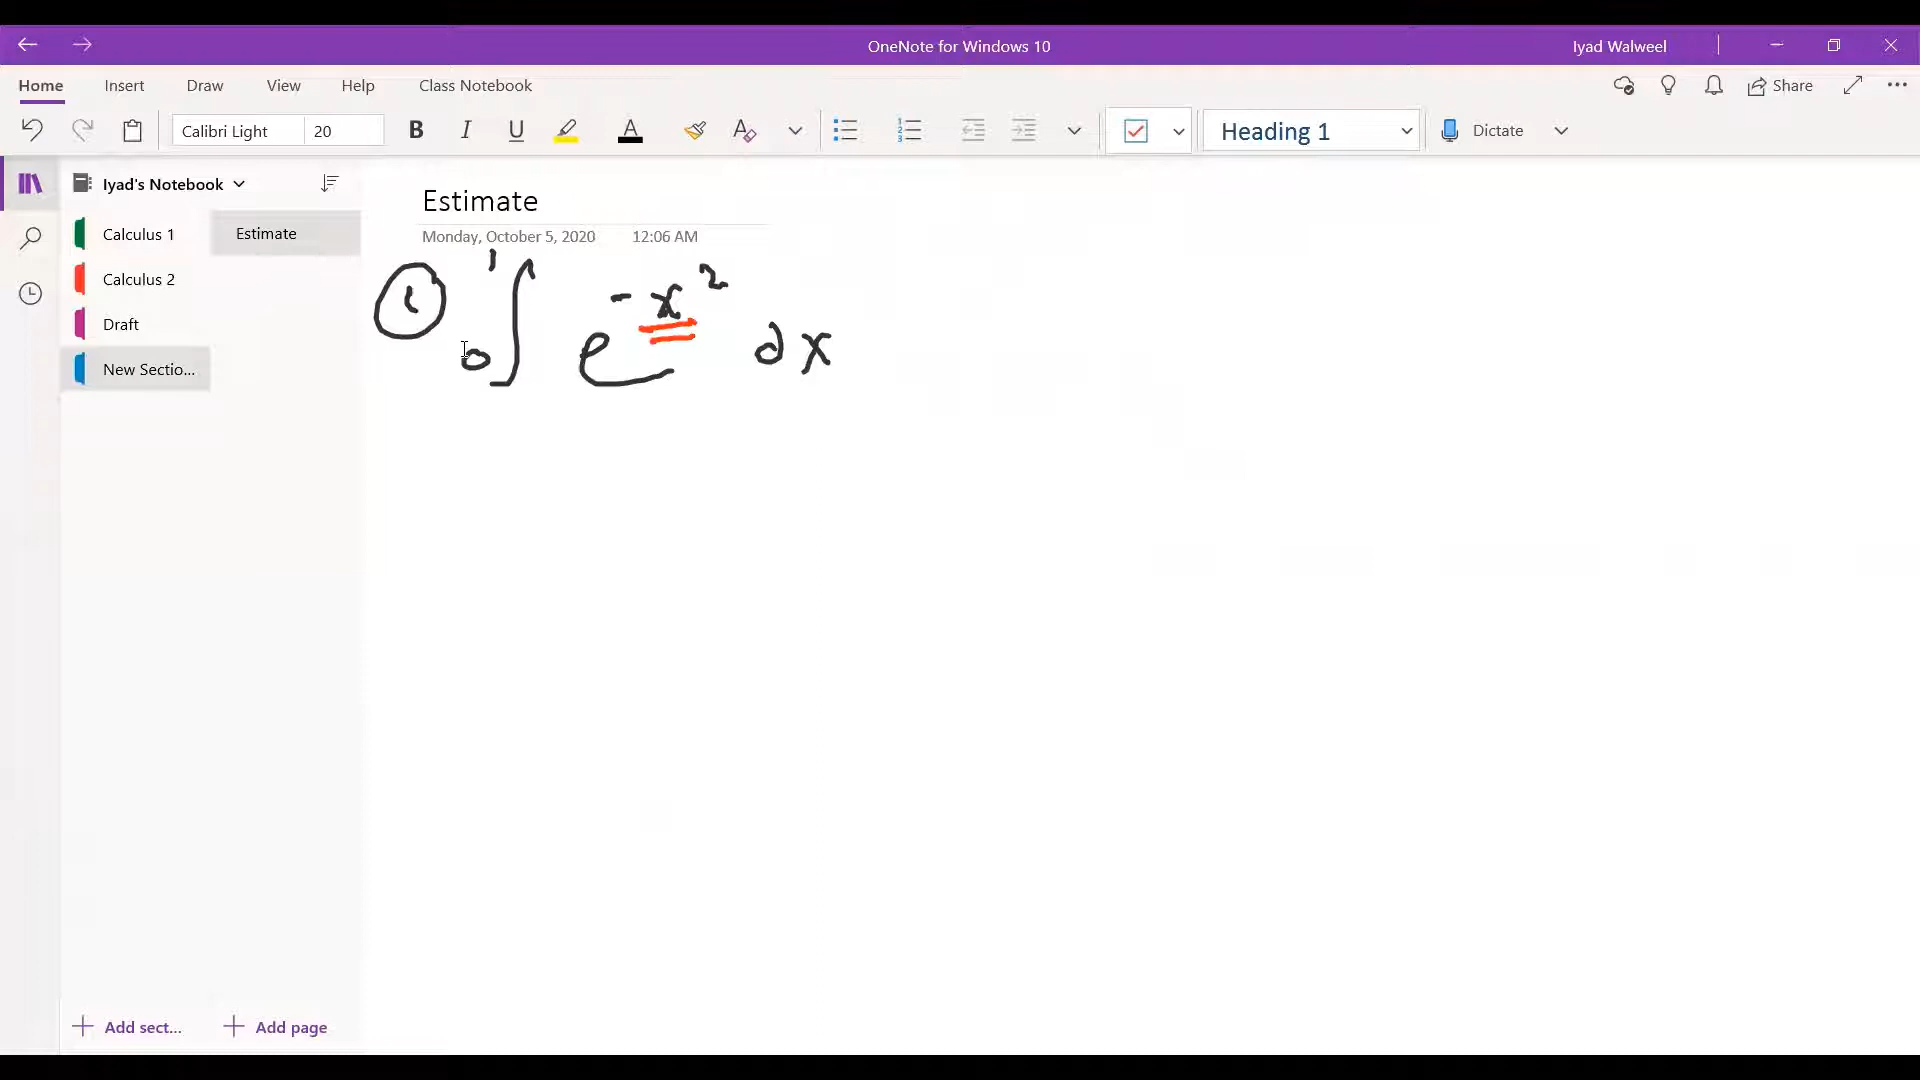 OneNote for Windows 10
Iyad Walweel
Home Insert Draw View Help Class Notebook
Share
Calibri Light 20 B I U A Heading 1 Dictate
Iyad's Notebook
Calculus 1
Calculus 2
Draft
New Sectio...
Estimate
Estimate
Monday, October 5, 2020 12:06 AM
① ∫₀¹ e^(-x²) dx
Add sect...
Add page